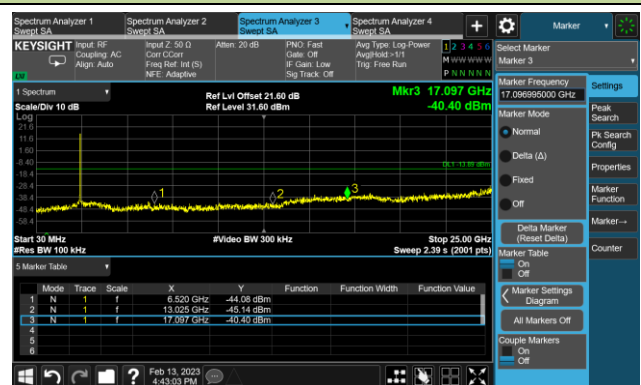 Spectrum Analyzer 1
Swept SA
Spectrum Analyzer 2
Swept SA
Spectrum Analyzer 3
Swept SA
Spectrum Analyzer 4
Swept SA
+
Marker
KEYSIGHT Input: RF Input Z: 50 Ω Atten: 20 dB PNO: Fast Avg Type: Log-Power 1 2 3 4 5 6
Coupling: AC Corr CCorr Gate: Off Avg|Hold:>1/1 M W W W W W
Align: Auto Freq Ref: Int (S) IF Gain: Low Trig: Free Run
NFE: Adaptive Sig Track: Off P N N N N N
LW
Select Marker
Marker 3
1 Spectrum
Ref Lvl Offset 21.60 dB Mkr3 17.097 GHz
Scale/Div 10 dB Ref Level 31.60 dBm -40.40 dBm
Log
21.6
11.6
1.60
-8.40
-18.4
-28.4
-38.4
-48.4
-58.4
DL1 -13.89 dBm
1
2
3
Start 30 MHz #Video BW 300 kHz Stop 25.00 GHz
#Res BW 100 kHz Sweep 2.39 s (2001 pts)
5 Marker Table
Mode Trace Scale X Y Function Function Width Function Value
1 N 1 f 6.520 GHz -44.08 dBm
2 N 1 f 13.025 GHz -45.14 dBm
3 N 1 f 17.097 GHz -40.40 dBm
4
5
6
Marker Frequency
17.096995000 GHz
Marker Mode
Normal
Delta (Δ)
Fixed
Off
Delta Marker
(Reset Delta)
Marker Table
On
Off
Marker Settings
Diagram
All Markers Off
Couple Markers
On
Off
Settings
Peak
Search
Pk Search
Config
Properties
Marker
Function
Marker→
Counter
?
Feb 13, 2023
4:43:03 PM